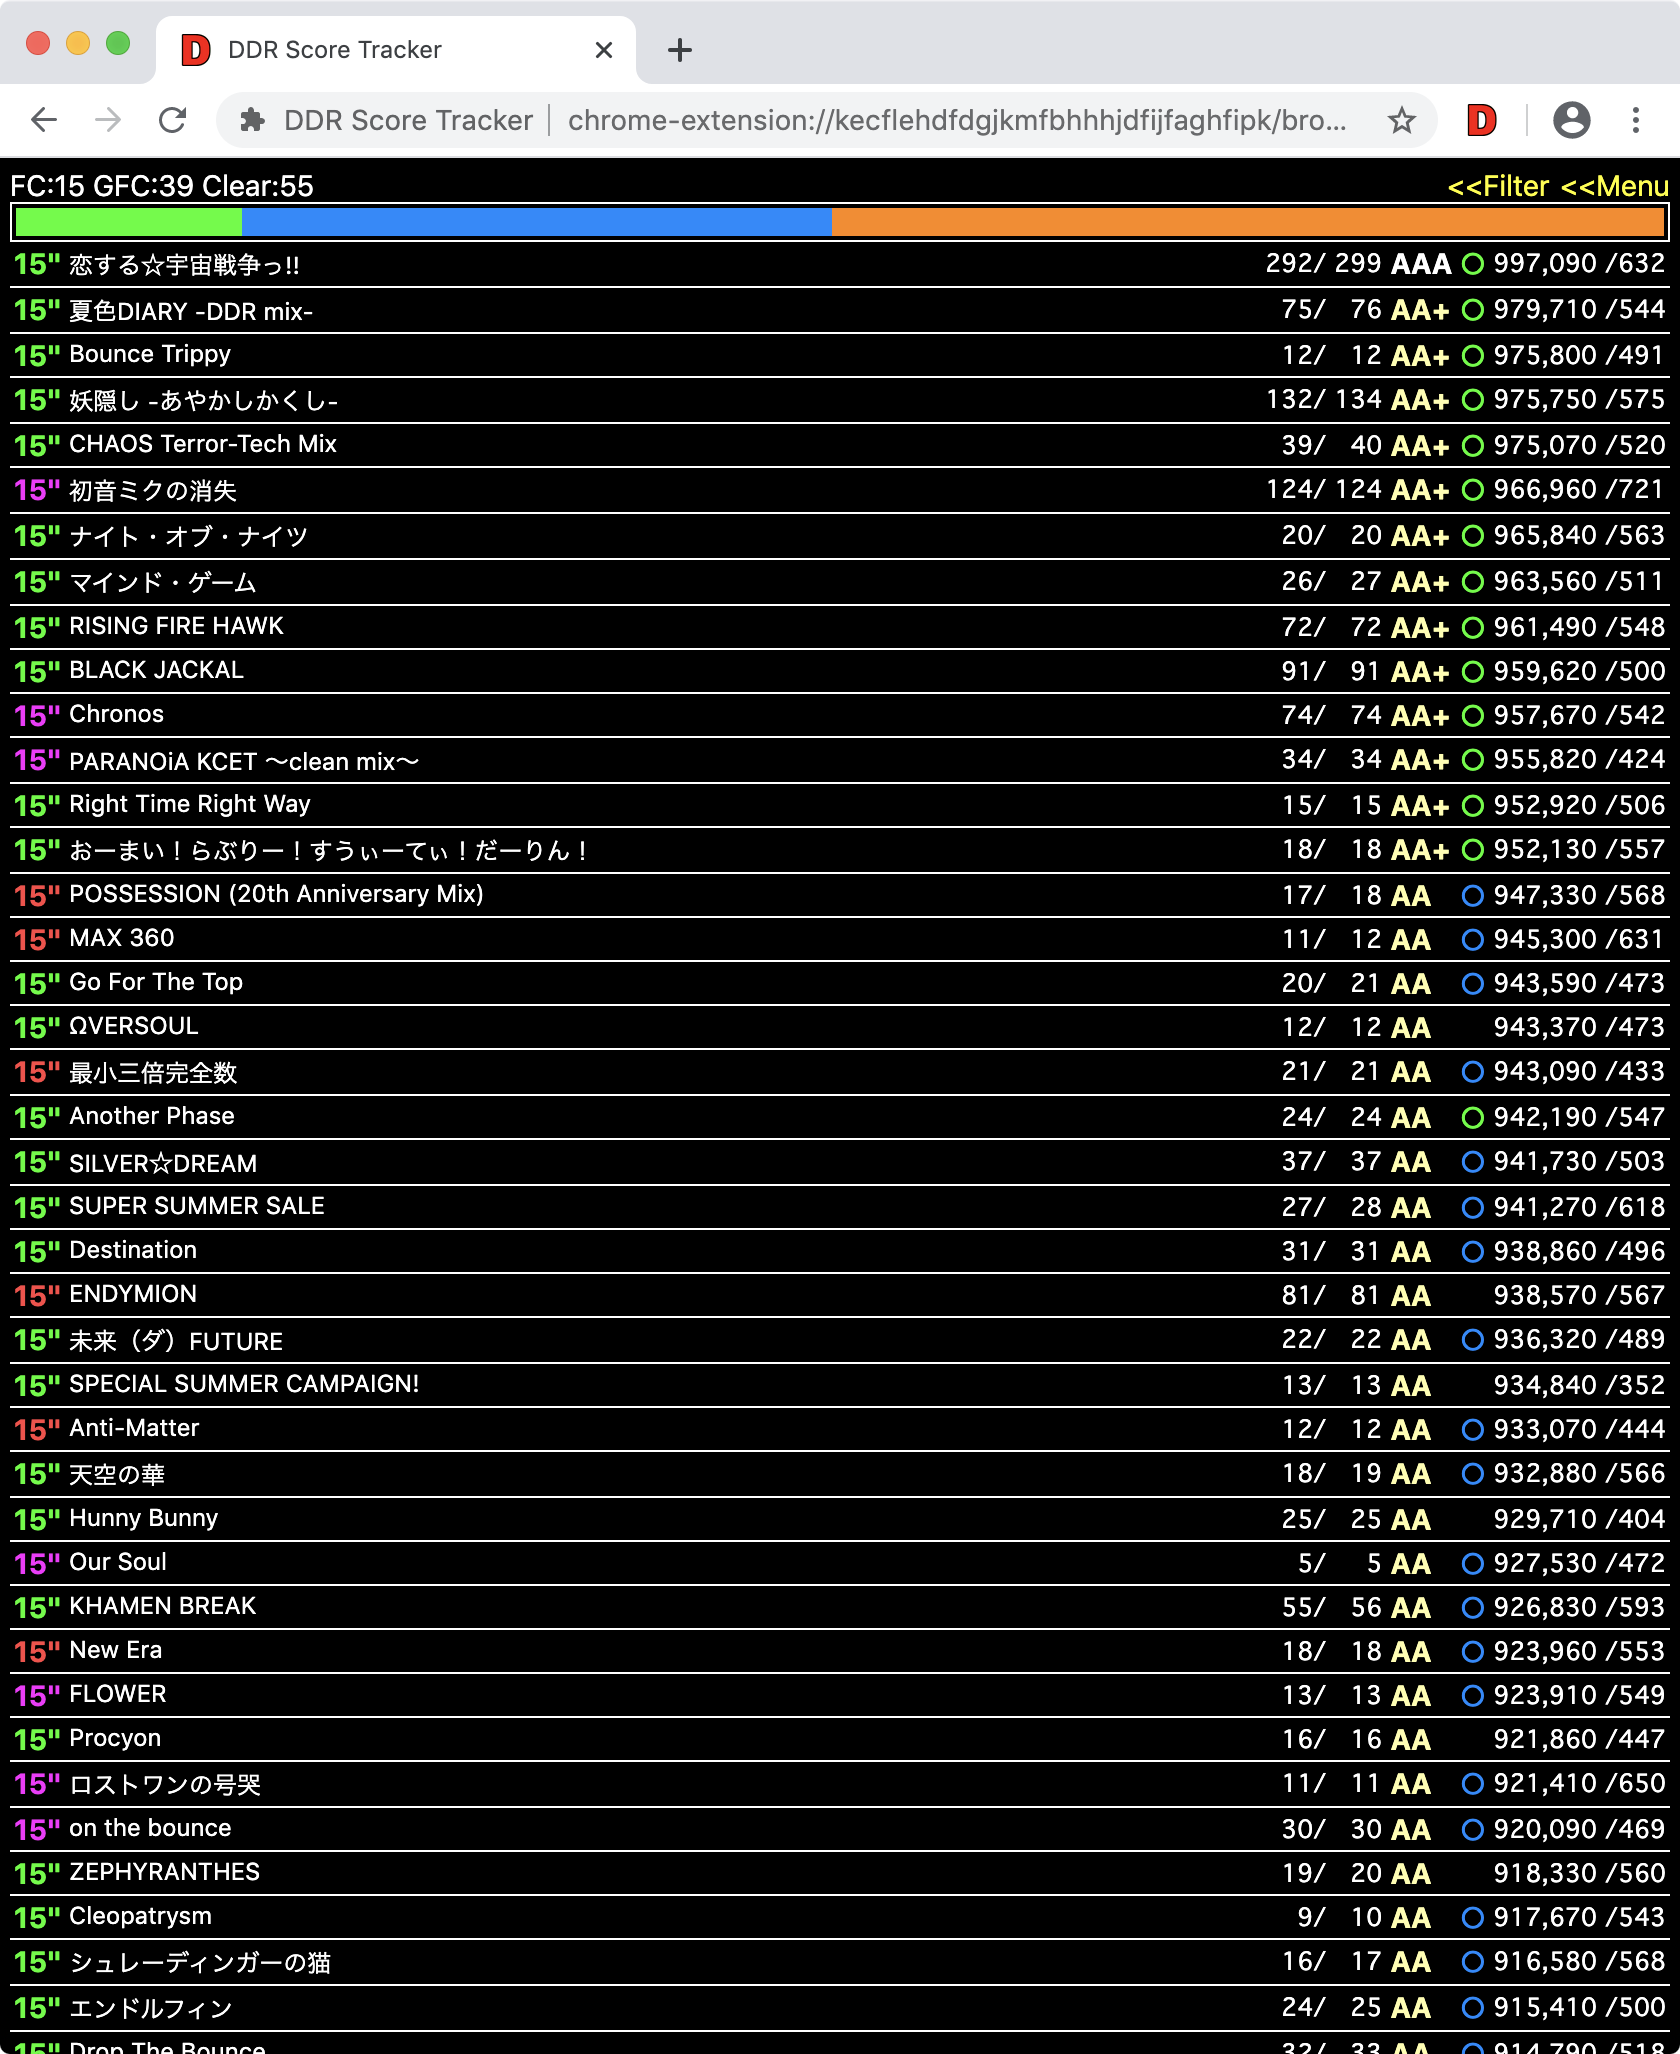 DDR Score Tracker
DDR Score Tracker chrome-extension://kecflehdfdgjkmfbhhhjdfijfaghfipk/bro...
FC:15 GFC:39 Clear:55 <<Filter <<Menu
15" 恋する☆宇宙戦争っ!! 292/ 299 AAA 997,090 /632
15" 夏色DIARY -DDR mix- 75/ 76 AA+ 979,710 /544
15" Bounce Trippy 12/ 12 AA+ 975,800 /491
15" 妖隠し -あやかしかくし- 132/ 134 AA+ 975,750 /575
15" CHAOS Terror-Tech Mix 39/ 40 AA+ 975,070 /520
15" 初音ミクの消失 124/ 124 AA+ 966,960 /721
15" ナイト・オブ・ナイツ 20/ 20 AA+ 965,840 /563
15" マインド・ゲーム 26/ 27 AA+ 963,560 /511
15" RISING FIRE HAWK 72/ 72 AA+ 961,490 /548
15" BLACK JACKAL 91/ 91 AA+ 959,620 /500
15" Chronos 74/ 74 AA+ 957,670 /542
15" PARANOiA KCET ～clean mix～ 34/ 34 AA+ 955,820 /424
15" Right Time Right Way 15/ 15 AA+ 952,920 /506
15" おーまい！らぶりー！すうぃーてぃ！だーりん！ 18/ 18 AA+ 952,130 /557
15" POSSESSION (20th Anniversary Mix) 17/ 18 AA 947,330 /568
15" MAX 360 11/ 12 AA 945,300 /631
15" Go For The Top 20/ 21 AA 943,590 /473
15" ΩVERSOUL 12/ 12 AA 943,370 /473
15" 最小三倍完全数 21/ 21 AA 943,090 /433
15" Another Phase 24/ 24 AA 942,190 /547
15" SILVER☆DREAM 37/ 37 AA 941,730 /503
15" SUPER SUMMER SALE 27/ 28 AA 941,270 /618
15" Destination 31/ 31 AA 938,860 /496
15" ENDYMION 81/ 81 AA 938,570 /567
15" 未来（ダ）FUTURE 22/ 22 AA 936,320 /489
15" SPECIAL SUMMER CAMPAIGN! 13/ 13 AA 934,840 /352
15" Anti-Matter 12/ 12 AA 933,070 /444
15" 天空の華 18/ 19 AA 932,880 /566
15" Hunny Bunny 25/ 25 AA 929,710 /404
15" Our Soul 5/ 5 AA 927,530 /472
15" KHAMEN BREAK 55/ 56 AA 926,830 /593
15" New Era 18/ 18 AA 923,960 /553
15" FLOWER 13/ 13 AA 923,910 /549
15" Procyon 16/ 16 AA 921,860 /447
15" ロストワンの号哭 11/ 11 AA 921,410 /650
15" on the bounce 30/ 30 AA 920,090 /469
15" ZEPHYRANTHES 19/ 20 AA 918,330 /560
15" Cleopatrysm 9/ 10 AA 917,670 /543
15" シュレーディンガーの猫 16/ 17 AA 916,580 /568
15" エンドルフィン 24/ 25 AA 915,410 /500
15" Drop The Bounce 32/ 33 AA 914,790 /518